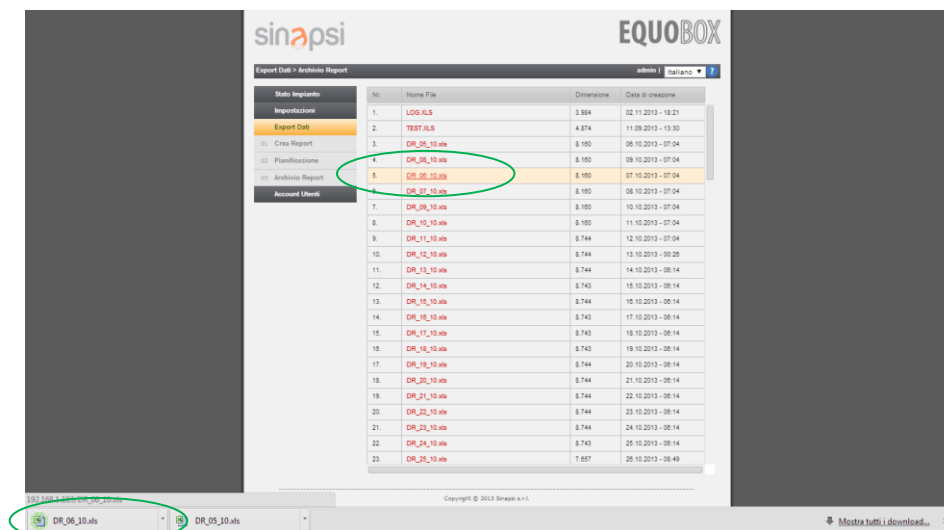 sinapsi
EQUOBOX
Export Dati > Archivio Report
admin | Italiano ?
Stato Impianto
Impostazioni
Export Dati
01 Crea Report
02 Pianificazione
03 Archivio Report
Account Utenti
Nr. Nome File Dimensione Data di creazione
1. LOG.XLS 3.984 02.11.2013 - 18:21
2. TEST.XLS 4.874 11.09.2013 - 13:30
3. DR_05_10.xls 8.160 06.10.2013 - 07:04
4. DR_08_10.xls 8.160 09.10.2013 - 07:04
5. DR_06_10.xls 8.160 07.10.2013 - 07:04
6. DR_07_10.xls 8.160 08.10.2013 - 07:04
7. DR_09_10.xls 8.160 10.10.2013 - 07:04
8. DR_10_10.xls 8.160 11.10.2013 - 07:04
9. DR_11_10.xls 8.744 12.10.2013 - 07:04
10. DR_12_10.xls 8.744 13.10.2013 - 00:26
11. DR_13_10.xls 8.744 14.10.2013 - 06:14
12. DR_14_10.xls 8.743 15.10.2013 - 06:14
13. DR_15_10.xls 8.744 16.10.2013 - 06:14
14. DR_16_10.xls 8.743 17.10.2013 - 06:14
15. DR_17_10.xls 8.743 18.10.2013 - 06:14
16. DR_18_10.xls 8.743 19.10.2013 - 06:14
17. DR_19_10.xls 8.744 20.10.2013 - 06:14
18. DR_20_10.xls 8.744 21.10.2013 - 06:14
19. DR_21_10.xls 8.744 22.10.2013 - 06:14
20. DR_22_10.xls 8.744 23.10.2013 - 06:14
21. DR_23_10.xls 8.744 24.10.2013 - 06:14
22. DR_24_10.xls 8.743 25.10.2013 - 06:14
23. DR_25_10.xls 7.657 26.10.2013 - 08:49
Copyright © 2013 Sinapsi s.r.l.
192.168.1.103/DR_06_10.xls
DR_06_10.xls
DR_05_10.xls
Mostra tutti i download...